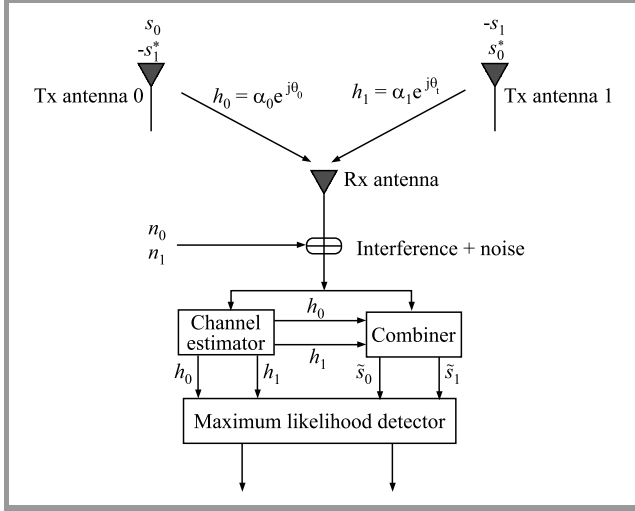 s₀
-s₁*
-s₁
s₀*
Tx antenna 0
h₀ = α₀e^jθ₀
h₁ = α₁e^jθₜ
Tx antenna 1
Rx antenna
n₀
n₁
Interference + noise
Channel
estimator
h₀
h₁
Combiner
h₀
h₁
s̃₀
s̃₁
Maximum likelihood detector